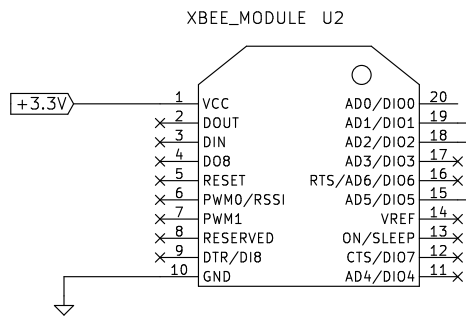 XBEE_MODULE U2
+3.3V 1 VCC AD0/DIO0 20
2 DOUT AD1/DIO1 19
3 DIN AD2/DIO2 18
4 DO8 AD3/DIO3 17
5 RESET RTS/AD6/DIO6 16
6 PWM0/RSSI AD5/DIO5 15
7 PWM1 VREF 14
8 RESERVED ON/SLEEP 13
9 DTR/DI8 CTS/DIO7 12
10 GND AD4/DIO4 11